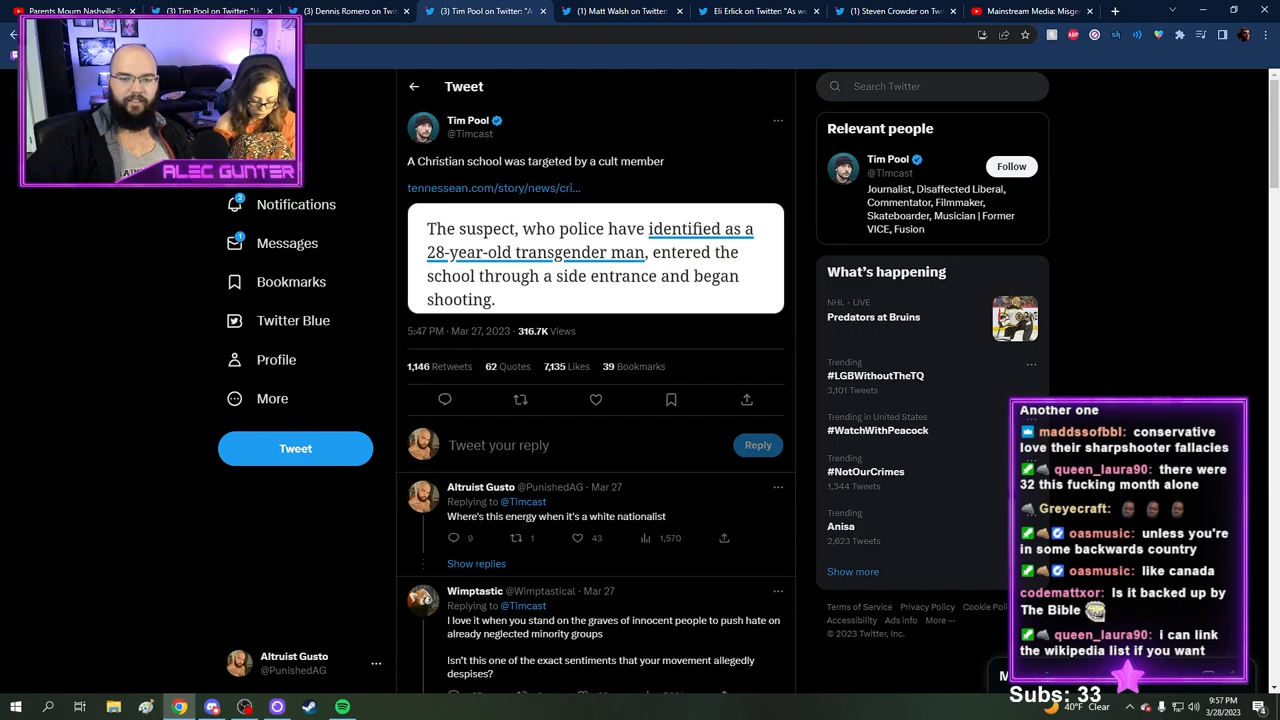 Parents Mourn Nashville S
(3) Tim Pool on Twitter: "H
(3) Dennis Romero on Twitt
(3) Tim Pool on Twitter: "A
(1) Matt Walsh on Twitter:
Eli Erlick on Twitter: "As w
(1) Steven Crowder on Twit
Mainstream Media: Misge
ALEC GUNTER
2
Notifications
1
Messages
Bookmarks
Twitter Blue
Profile
More
Tweet
Altruist Gusto
@PunishedAG
Tweet
Tim Pool
@Timcast
A Christian school was targeted by a cult member
tennessean.com/story/news/cri...
The suspect, who police have identified as a
28-year-old transgender man, entered the
school through a side entrance and began
shooting.
5:47 PM · Mar 27, 2023 · 316.7K Views
1,146 Retweets 62 Quotes 7,135 Likes 39 Bookmarks
Tweet your reply
Reply
Altruist Gusto @PunishedAG · Mar 27
Replying to @Timcast
Where's this energy when it's a white nationalist
9 1 43 1,570
Show replies
Wimptastic @Wimptastical · Mar 27
Replying to @Timcast
I love it when you stand on the graves of innocent people to push hate on
already neglected minority groups
Isn't this one of the exact sentiments that your movement allegedly
despises?
Search Twitter
Relevant people
Tim Pool
@Timcast
Follow
Journalist, Disaffected Liberal,
Commentator, Filmmaker,
Skateboarder, Musician | Former
VICE, Fusion
What's happening
NHL · LIVE
Predators at Bruins
Trending
#LGBWithoutTheTQ
3,101 Tweets
Trending in United States
#WatchWithPeacock
Trending
#NotOurCrimes
1,344 Tweets
Trending
Anisa
2,623 Tweets
Show more
Terms of Service Privacy Policy Cookie Poli
Accessibility Ads info More ···
© 2023 Twitter, Inc.
Another one
maddssofbbl: conservative
love their sharpshooter fallacies
queen_laura90: there were
32 this fucking month alone
Greyecraft:
oasmusic: unless you're
in some backwards country
oasmusic: like canada
codemattxor: Is it backed up by
The Bible
queen_laura90: i can link
the wikipedia list if you want
Subs: 33
40°F Clear
9:57 PM
3/28/2023